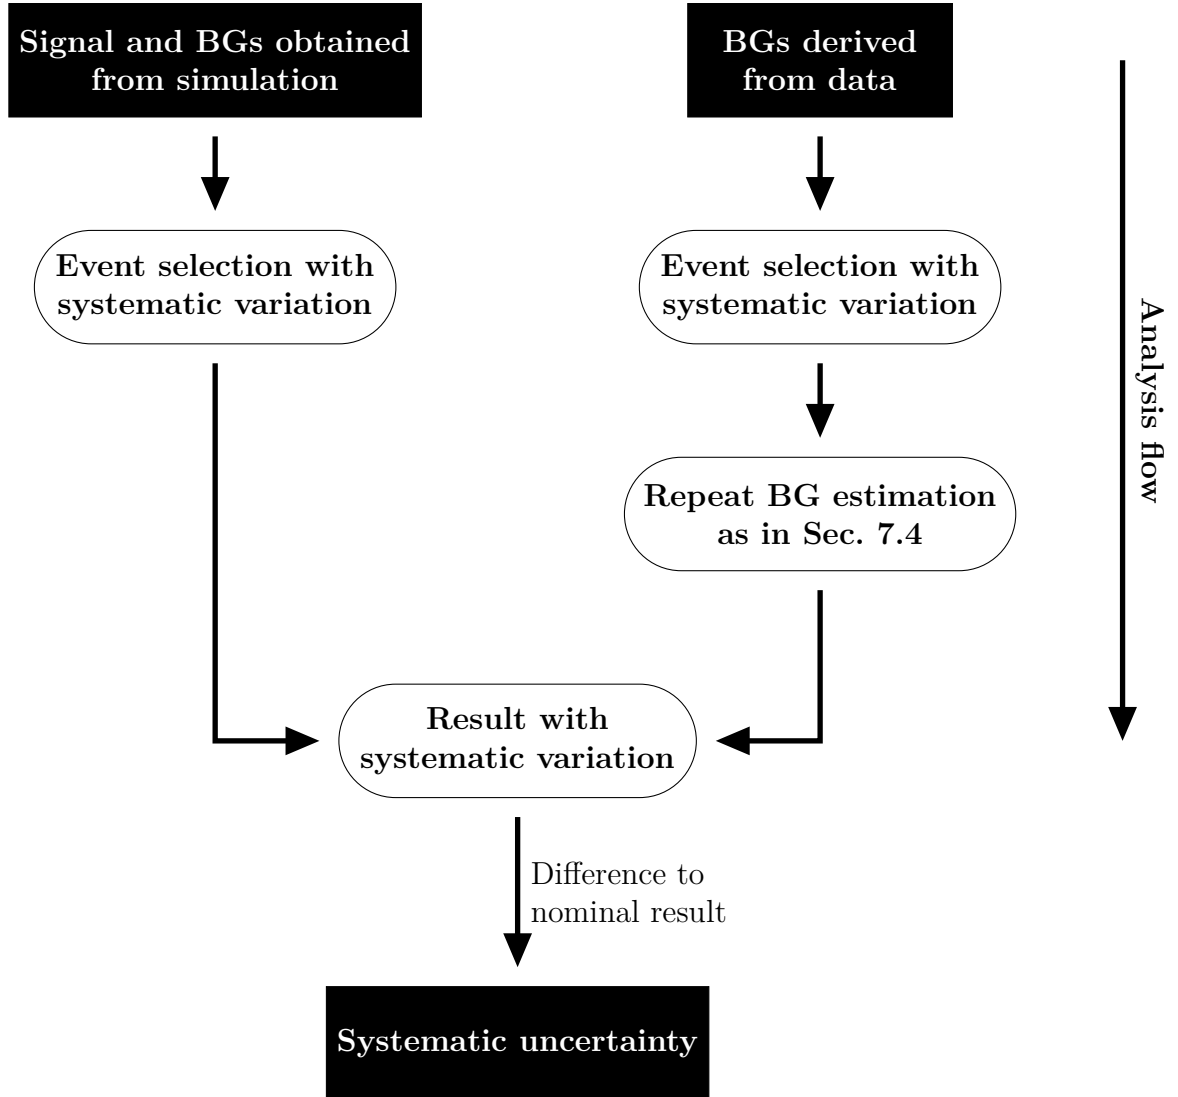 Signal and BGs obtained
from simulation
BGs derived
from data
Event selection with
systematic variation
Event selection with
systematic variation
Analysis flow
Repeat BG estimation
as in Sec. 7.4
Result with
systematic variation
Difference to
nominal result
Systematic uncertainty